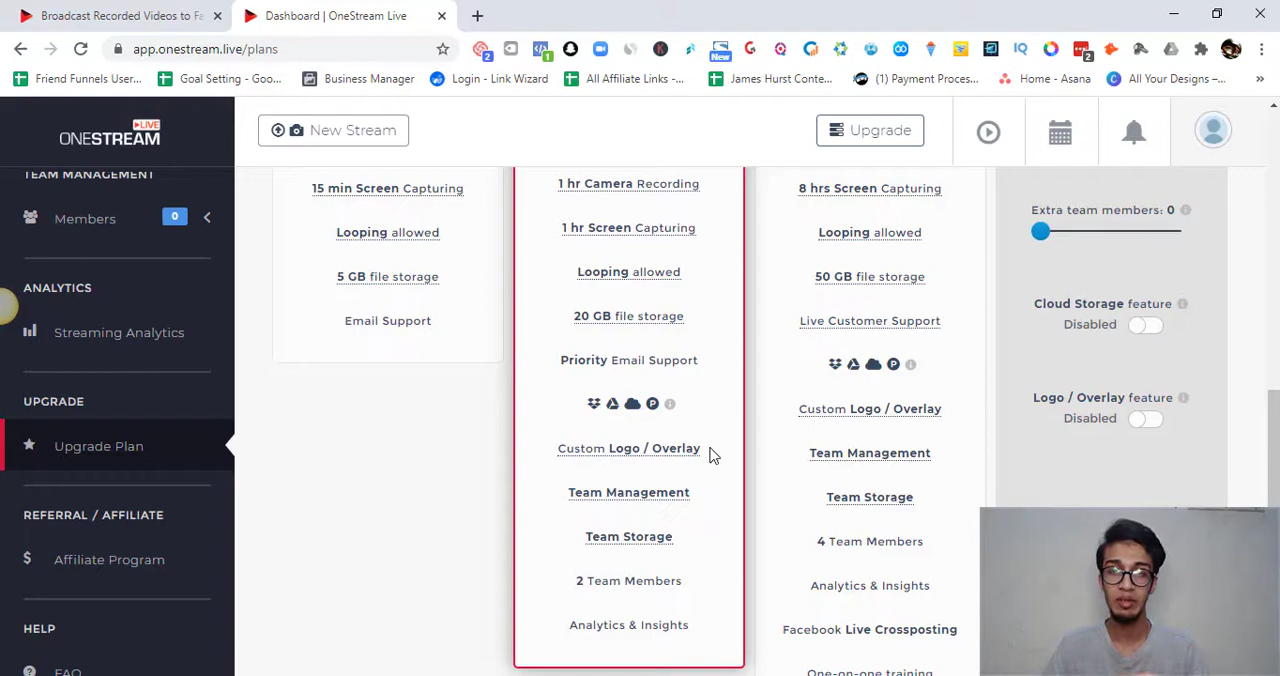 Broadcast Recorded Videos to Fa
Dashboard | OneStream Live
app.onestream.live/plans
2
1
New
IQ
2
Friend Funnels User...
Goal Setting - Goo...
Business Manager
Login - Link Wizard
All Affiliate Links -...
James Hurst Conte...
(1) Payment Proces...
Home - Asana
All Your Designs –...
»
ONESTREAM LIVE
New Stream
Upgrade
TEAM MANAGEMENT
Members
0
ANALYTICS
Streaming Analytics
UPGRADE
Upgrade Plan
REFERRAL / AFFILIATE
Affiliate Program
HELP
FAQ
15 min Screen Capturing
Looping allowed
5 GB file storage
Email Support
1 hr Camera Recording
1 hr Screen Capturing
Looping allowed
20 GB file storage
Priority Email Support
Custom Logo / Overlay
Team Management
Team Storage
2 Team Members
Analytics & Insights
8 hrs Screen Capturing
Looping allowed
50 GB file storage
Live Customer Support
Custom Logo / Overlay
Team Management
Team Storage
4 Team Members
Analytics & Insights
Facebook Live Crossposting
One-on-one training
Extra team members: 0
Cloud Storage feature
Disabled
Logo / Overlay feature
Disabled